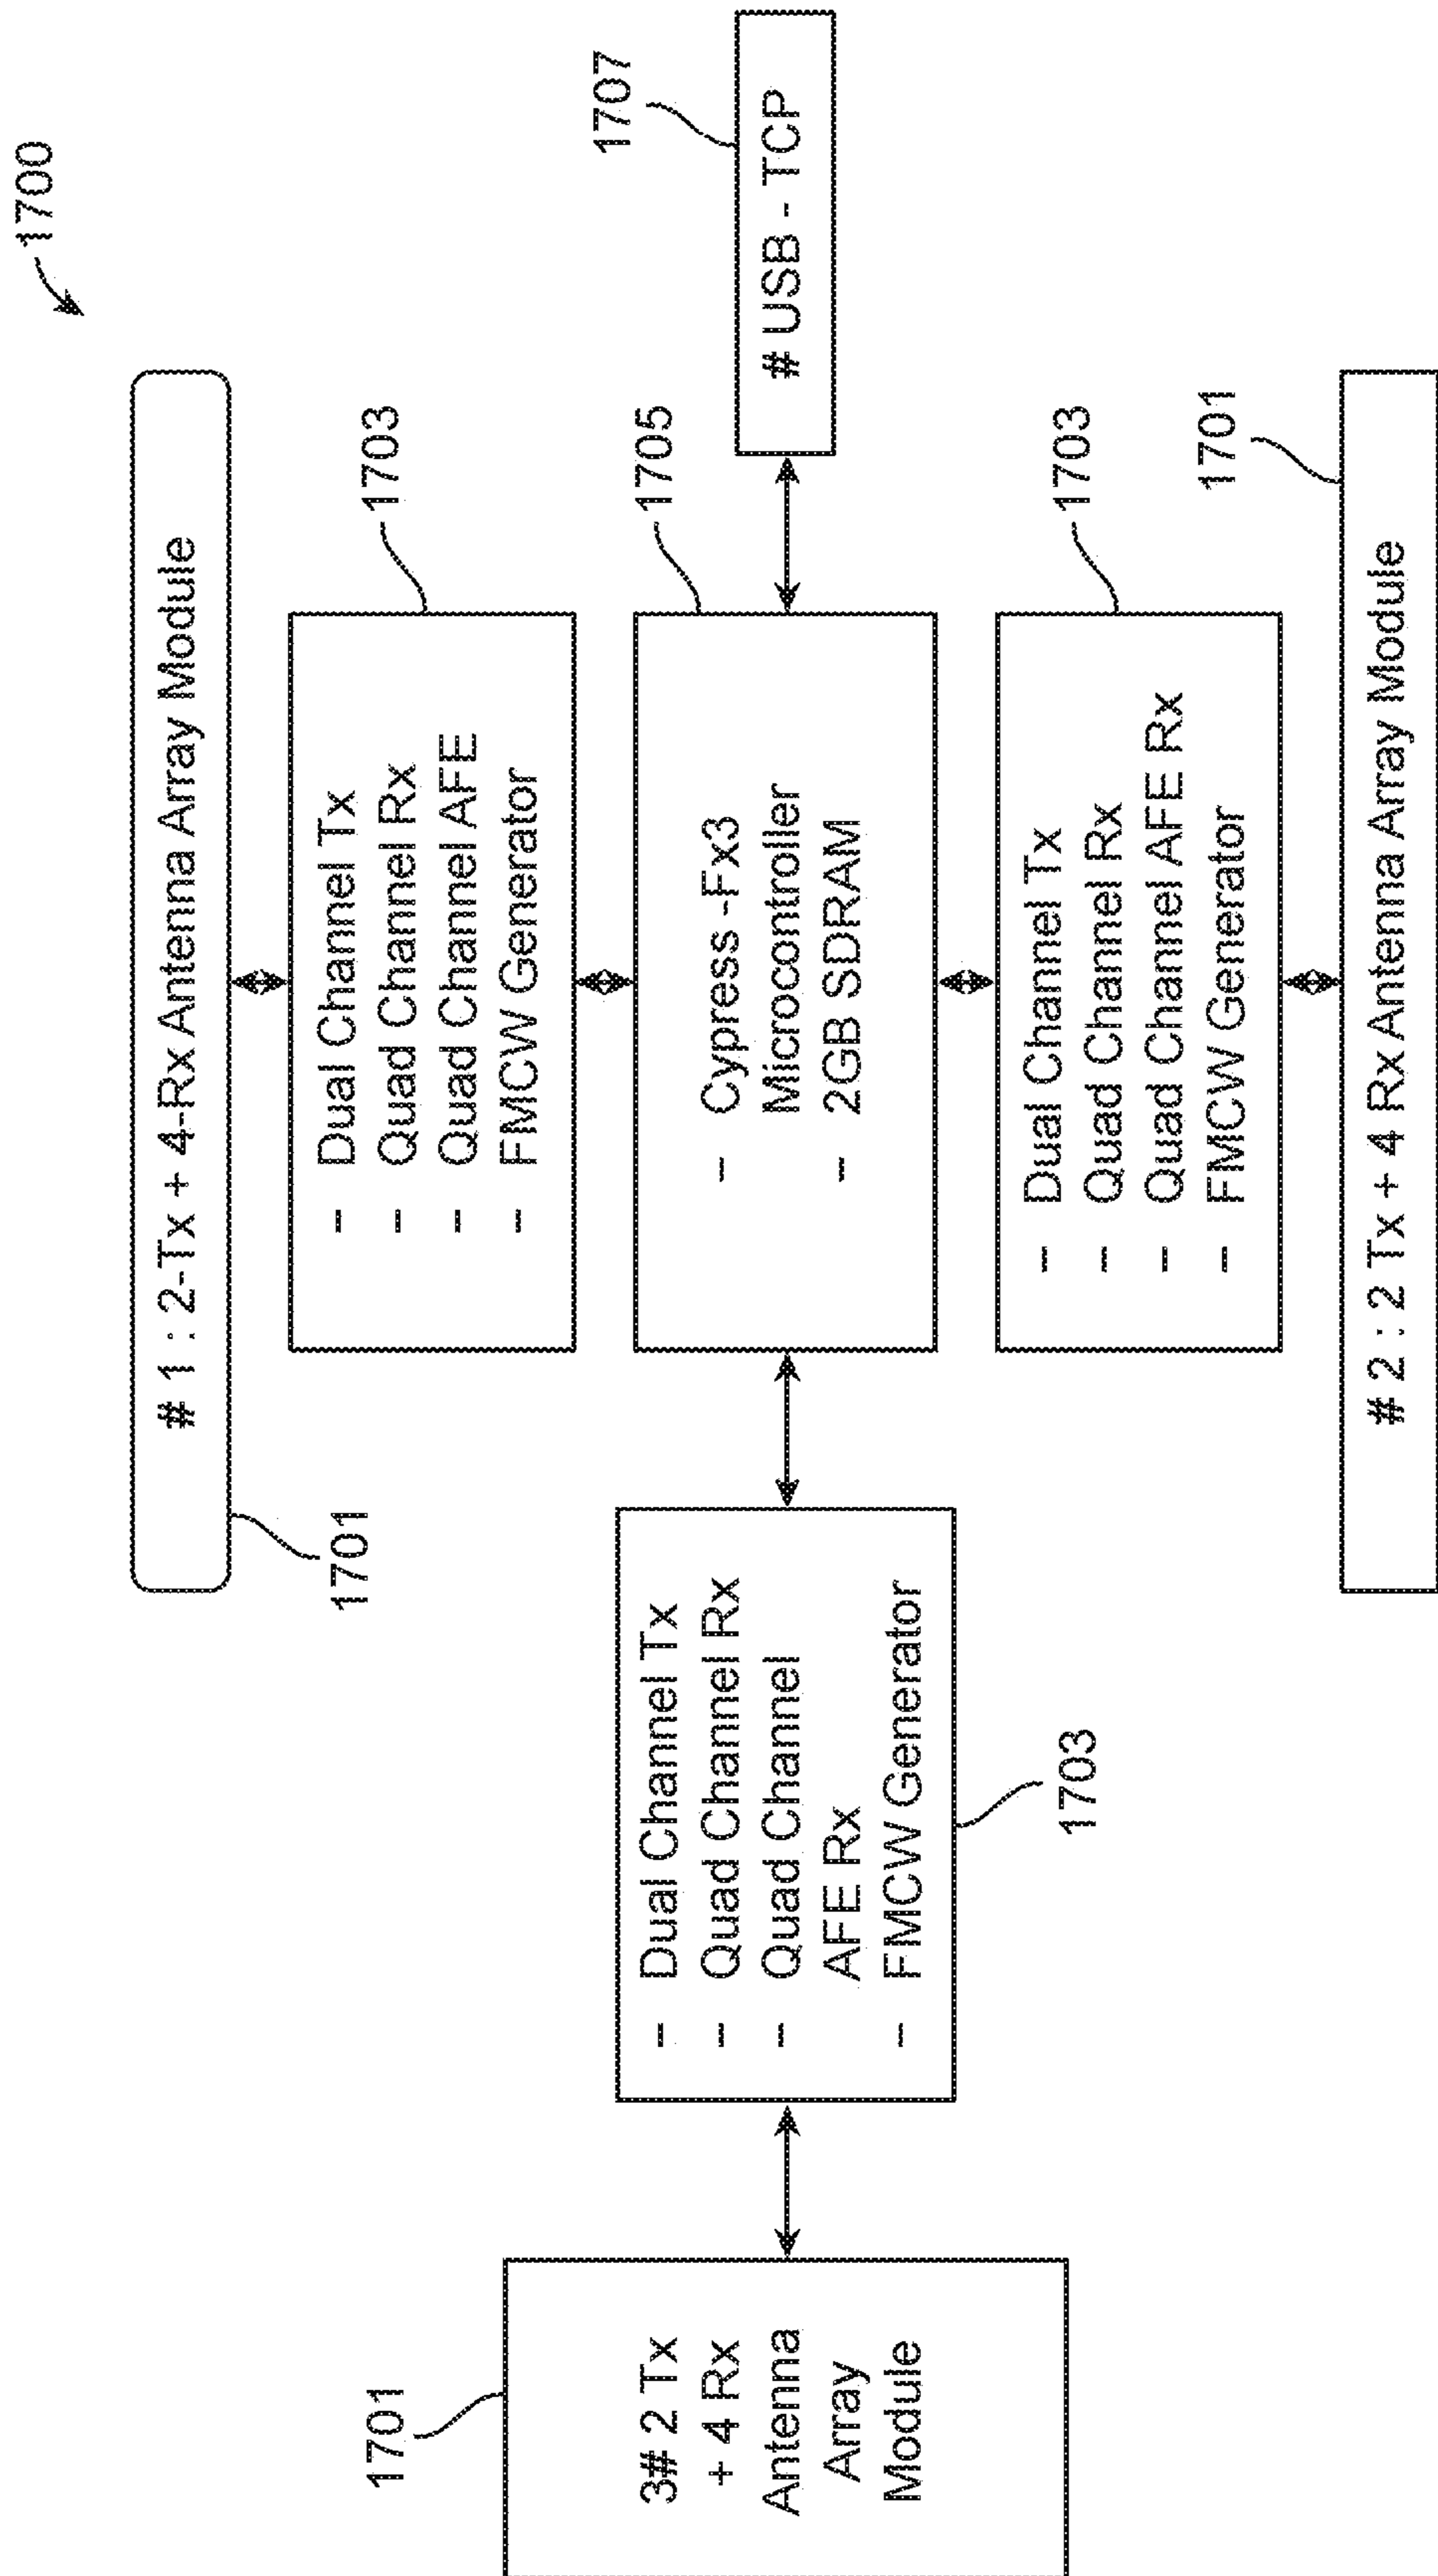 1700
# 1 : 2-Tx + 4-Rx Antenna Array Module
1701
– Dual Channel Tx
– Quad Channel Rx
– Quad Channel AFE
– FMCW Generator
1703
– Cypress -Fx3
Microcontroller
– 2GB SDRAM
1705
# USB - TCP
1707
– Dual Channel Tx
– Quad Channel Rx
– Quad Channel
AFE Rx
– FMCW Generator
1703
3# 2 Tx
+ 4 Rx
Antenna
Array
Module
1701
– Dual Channel Tx
– Quad Channel Rx
– Quad Channel AFE Rx
– FMCW Generator
1703
# 2 : 2 Tx + 4 Rx Antenna Array Module
1701